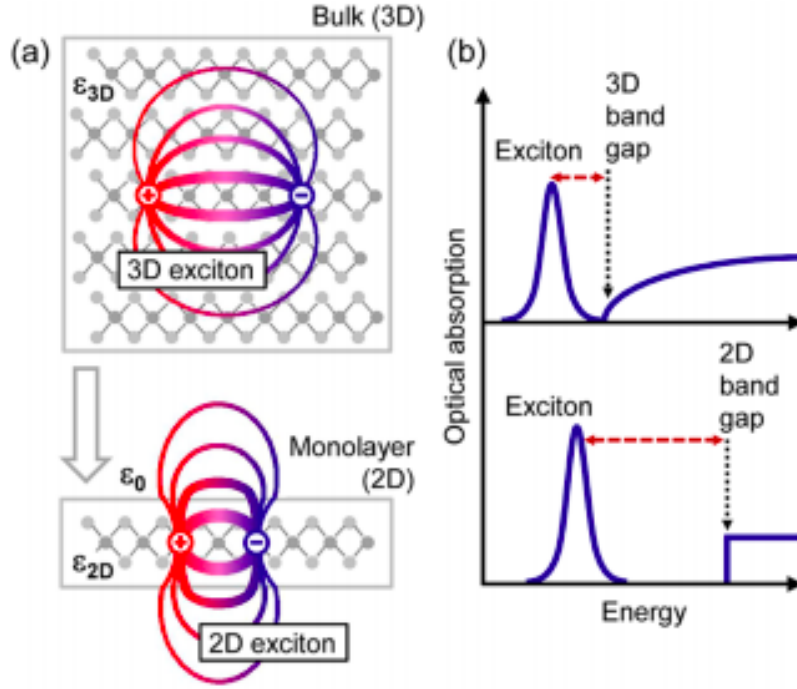 (a)
Bulk (3D)
ε3D
+
−
3D exciton
Monolayer
(2D)
ε0
ε2D
+
−
2D exciton
(b)
Optical absorption
Exciton
3D
band
gap
Exciton
2D
band
gap
Energy